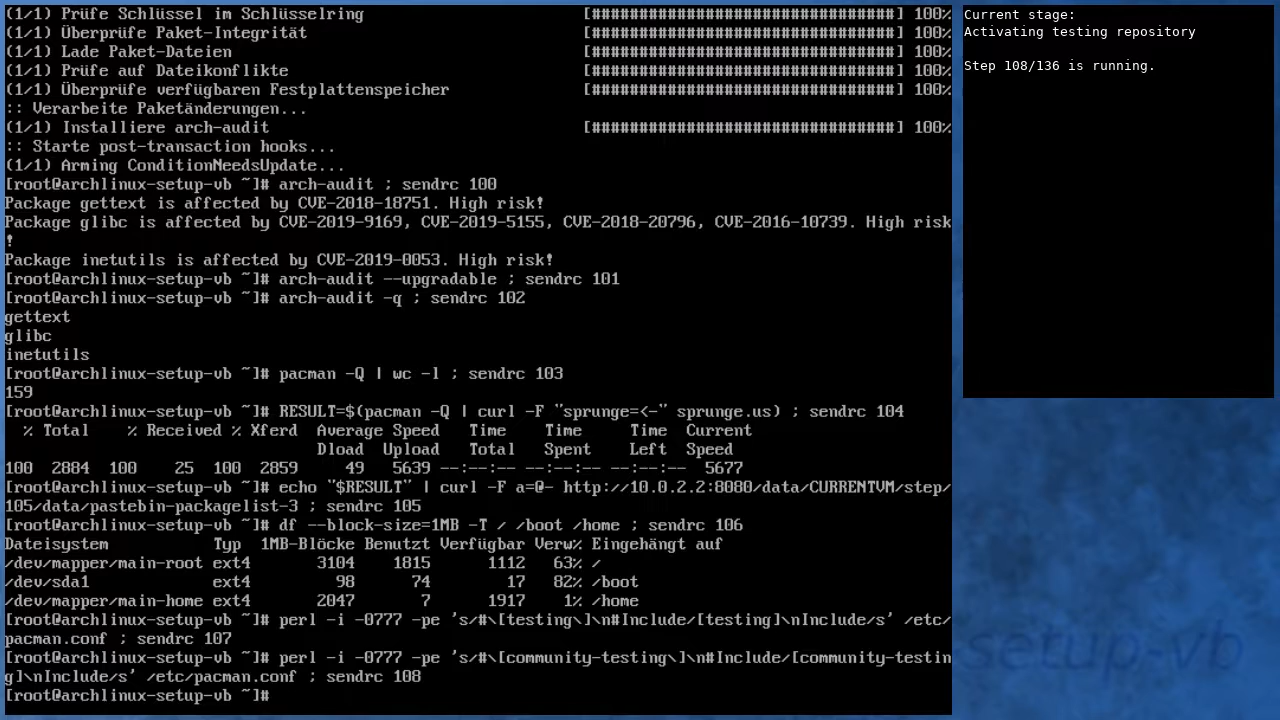 (1/1) Prüfe Schlüssel im Schlüsselring [################################] 100%
(1/1) Überprüfe Paket-Integrität [################################] 100%
(1/1) Lade Paket-Dateien [################################] 100%
(1/1) Prüfe auf Dateikonflikte [################################] 100%
(1/1) Überprüfe verfügbaren Festplattenspeicher [################################] 100%
:: Verarbeite Paketänderungen...
(1/1) Installiere arch-audit [################################] 100%
:: Starte post-transaction hooks...
(1/1) Arming ConditionNeedsUpdate...
[root@archlinux-setup-vb ~]# arch-audit ; sendrc 100
Package gettext is affected by CVE-2018-18751. High risk!
Package glibc is affected by CVE-2019-9169, CVE-2019-5155, CVE-2018-20796, CVE-2016-10739. High risk
!
Package inetutils is affected by CVE-2019-0053. High risk!
[root@archlinux-setup-vb ~]# arch-audit --upgradable ; sendrc 101
[root@archlinux-setup-vb ~]# arch-audit -q ; sendrc 102
gettext
glibc
inetutils
[root@archlinux-setup-vb ~]# pacman -Q | wc -l ; sendrc 103
159
[root@archlinux-setup-vb ~]# RESULT=$(pacman -Q | curl -F "sprunge=<-" sprunge.us) ; sendrc 104
% Total % Received % Xferd Average Speed Time Time Time Current
Dload Upload Total Spent Left Speed
100 2884 100 25 100 2859 49 5639 --:--:-- --:--:-- --:--:-- 5677
[root@archlinux-setup-vb ~]# echo "$RESULT" | curl -F a=@- http://10.0.2.2:8080/data/CURRENTVM/step/
105/data/pastebin-packagelist-3 ; sendrc 105
[root@archlinux-setup-vb ~]# df --block-size=1MB -T / /boot /home ; sendrc 106
Dateisystem Typ 1MB-Blöcke Benutzt Verfügbar Verw% Eingehängt auf
/dev/mapper/main-root ext4 3104 1815 1112 63% /
/dev/sda1 ext4 98 74 17 82% /boot
/dev/mapper/main-home ext4 2047 7 1917 1% /home
[root@archlinux-setup-vb ~]# perl -i -0777 -pe 's/#\[testing\]\n#Include/[testing]\nInclude/s' /etc/
pacman.conf ; sendrc 107
[root@archlinux-setup-vb ~]# perl -i -0777 -pe 's/#\[community-testing\]\n#Include/[community-testin
g]\nInclude/s' /etc/pacman.conf ; sendrc 108
[root@archlinux-setup-vb ~]#
Current stage:
Activating testing repository
Step 108/136 is running.
setup-vb